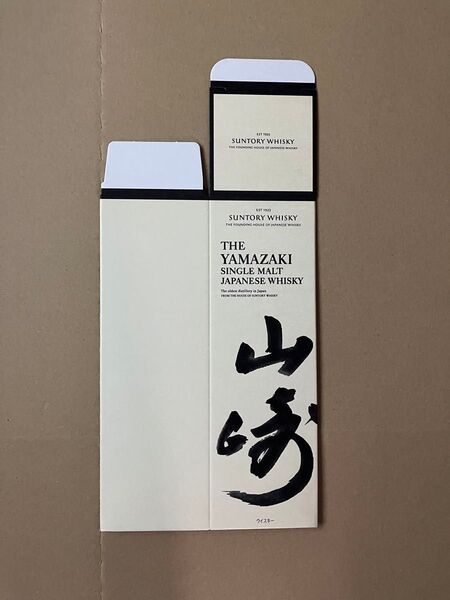 EST 1923
SUNTORY WHISKY
THE FOUNDING HOUSE OF JAPANESE WHISKY
EST 1923
SUNTORY WHISKY
THE FOUNDING HOUSE OF JAPANESE WHISKY
THE
YAMAZAKI
SINGLE MALT
JAPANESE WHISKY
The oldest distillery in Japan
FROM THE HOUSE OF SUNTORY WHISKY
山
崎
ウイスキー